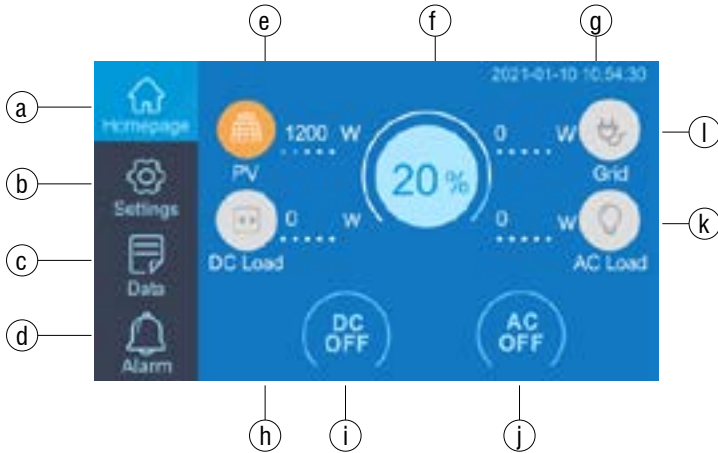 e f g
2021-01-10 10:54:30
a
Homepage
1200 W
PV
20 %
0 W
Grid
l
b
Settings
0 W
DC Load
0 W
AC Load
k
c
Data
d
Alarm
DC
OFF
AC
OFF
h i j